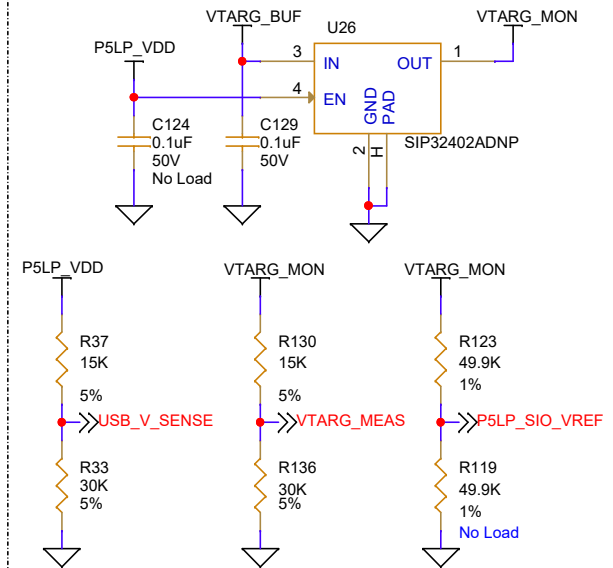 VTARG_BUF
VTARG_MON
U26
P5LP_VDD
3
IN
OUT
1
4
EN
GND
PAD
C124
0.1uF
50V
No Load
C129
0.1uF
50V
2
H
SIP32402ADNP
P5LP_VDD
VTARG_MON
VTARG_MON
R37
15K
5%
R130
15K
5%
R123
49.9K
1%
USB_V_SENSE
VTARG_MEAS
P5LP_SIO_VREF
R33
30K
5%
R136
30K
5%
R119
49.9K
1%
No Load